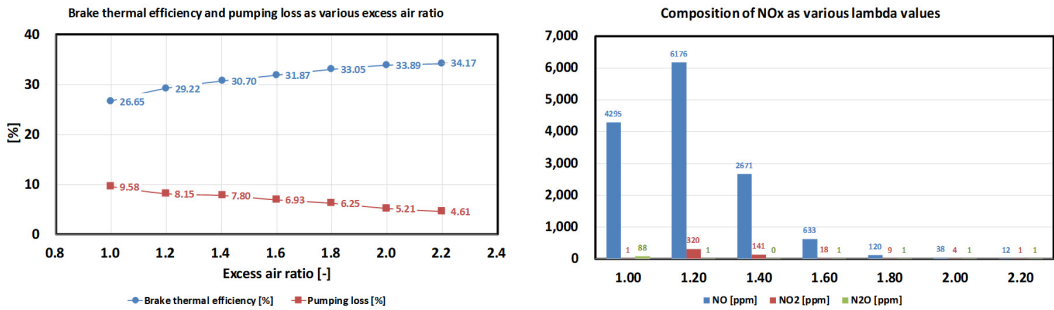 Brake thermal efficiency and pumping loss as various excess air ratio
40
30
20
10
0
[%]
26.65
29.22
30.70
31.87
33.05
33.89
34.17
9.58
8.15
7.80
6.93
6.25
5.21
4.61
0.8 1.0 1.2 1.4 1.6 1.8 2.0 2.2 2.4
Excess air ratio [-]
Brake thermal efficiency [%] Pumping loss [%]
Composition of NOx as various lambda values
7,000
6,000
5,000
4,000
3,000
2,000
1,000
0
4295 1 88
6176 320 1
2671 141 0
633 18 1
120 9 1
38 4 1
12 1 1
1.00 1.20 1.40 1.60 1.80 2.00 2.20
NO [ppm] NO2 [ppm] N2O [ppm]